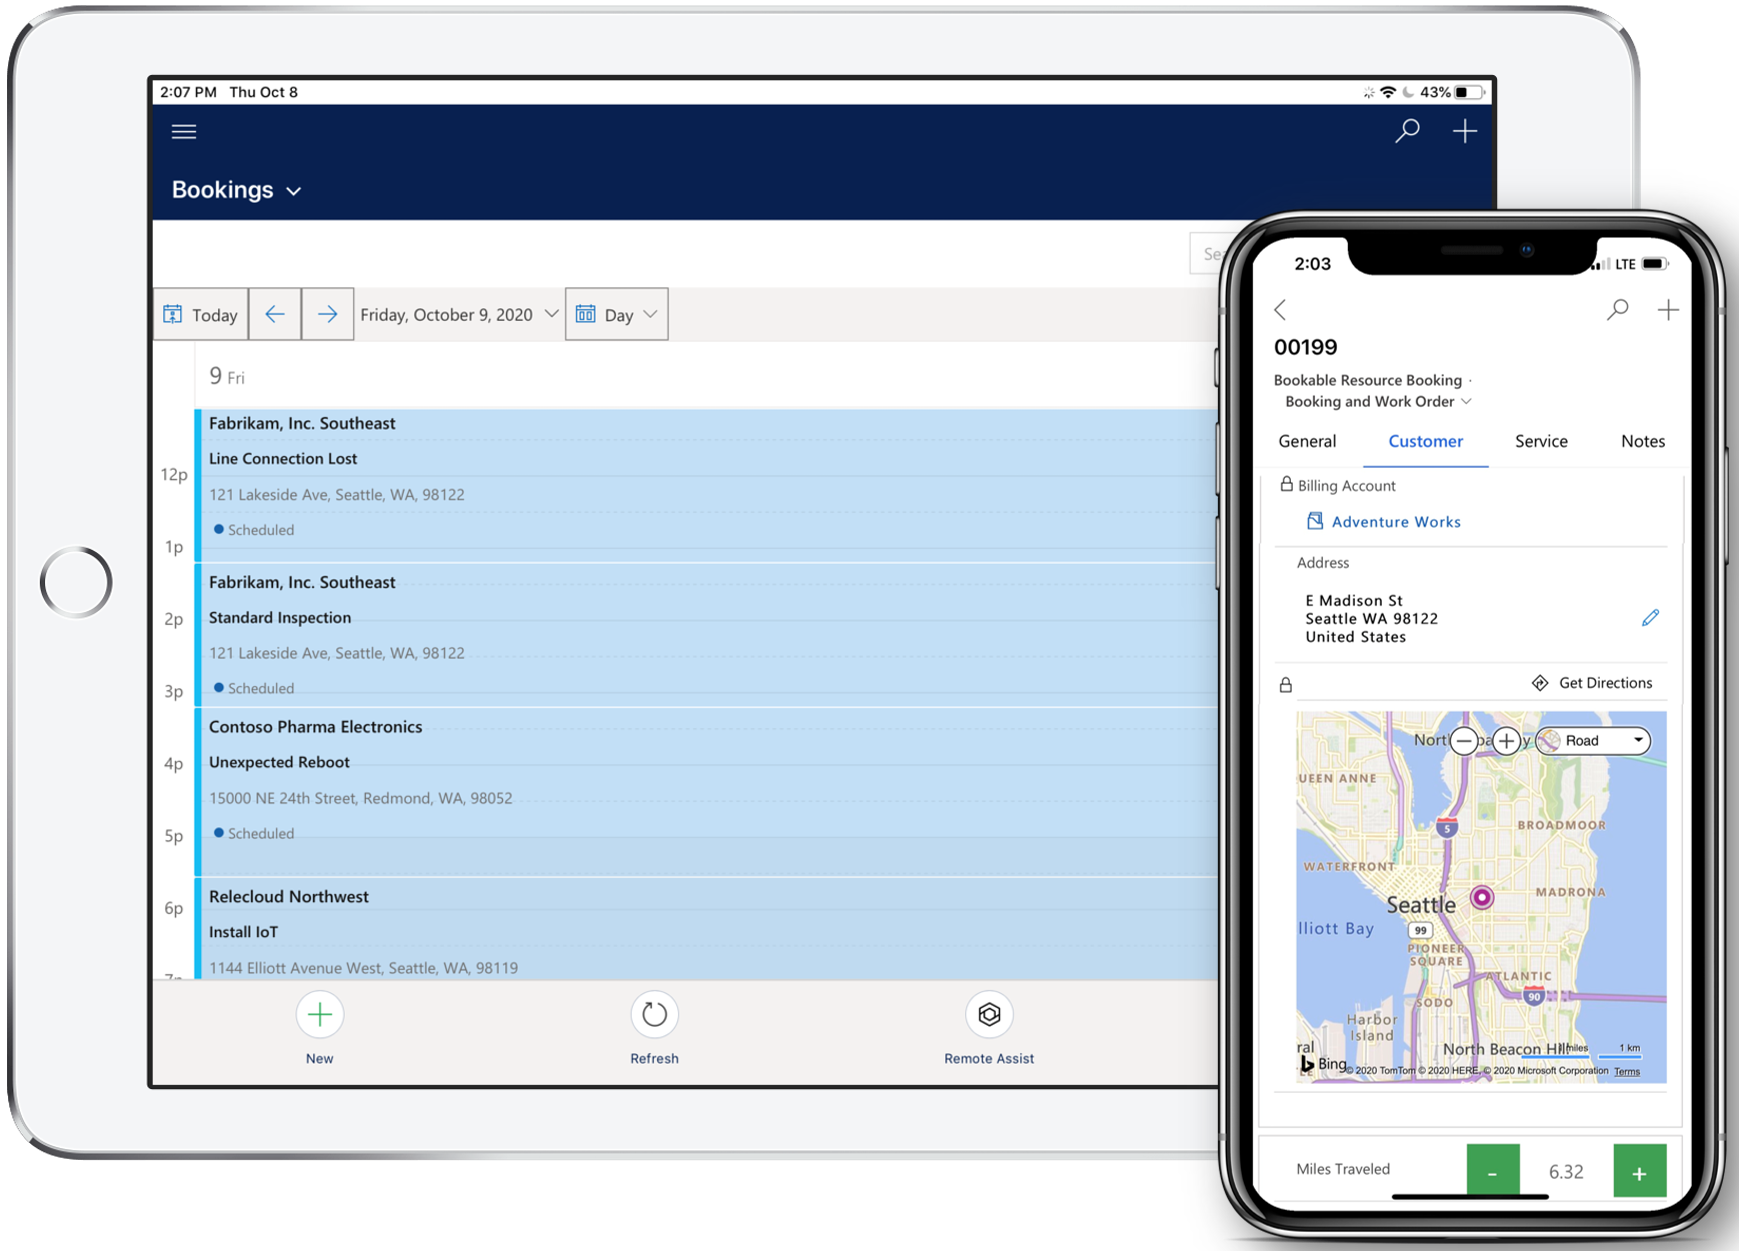 2:07 PM Thu Oct 8
43%
Bookings
Today
Friday, October 9, 2020
Day
9 Fri
Fabrikam, Inc. Southeast
Line Connection Lost
12p
121 Lakeside Ave, Seattle, WA, 98122
Scheduled
1p
Fabrikam, Inc. Southeast
2p
Standard Inspection
121 Lakeside Ave, Seattle, WA, 98122
3p
Scheduled
Contoso Pharma Electronics
4p
Unexpected Reboot
15000 NE 24th Street, Redmond, WA, 98052
5p
Scheduled
Relecloud Northwest
6p
Install IoT
1144 Elliott Avenue West, Seattle, WA, 98119
New
Refresh
Remote Assist
2:03
LTE
00199
Bookable Resource Booking ·
Booking and Work Order
General
Customer
Service
Notes
Billing Account
Adventure Works
Address
E Madison St
Seattle WA 98122
United States
Get Directions
Road
UEEN ANNE
5
BROADMOOR
WATERFRONT
MADRONA
Seattle
lliott Bay
99
PIONEER
SQUARE
ATLANTIC
90
SODO
Harbor
Island
North Beacon Hill
miles
1 km
Bing
© 2020 TomTom © 2020 HERE, © 2020 Microsoft Corporation Terms
Miles Traveled
-
6.32
+